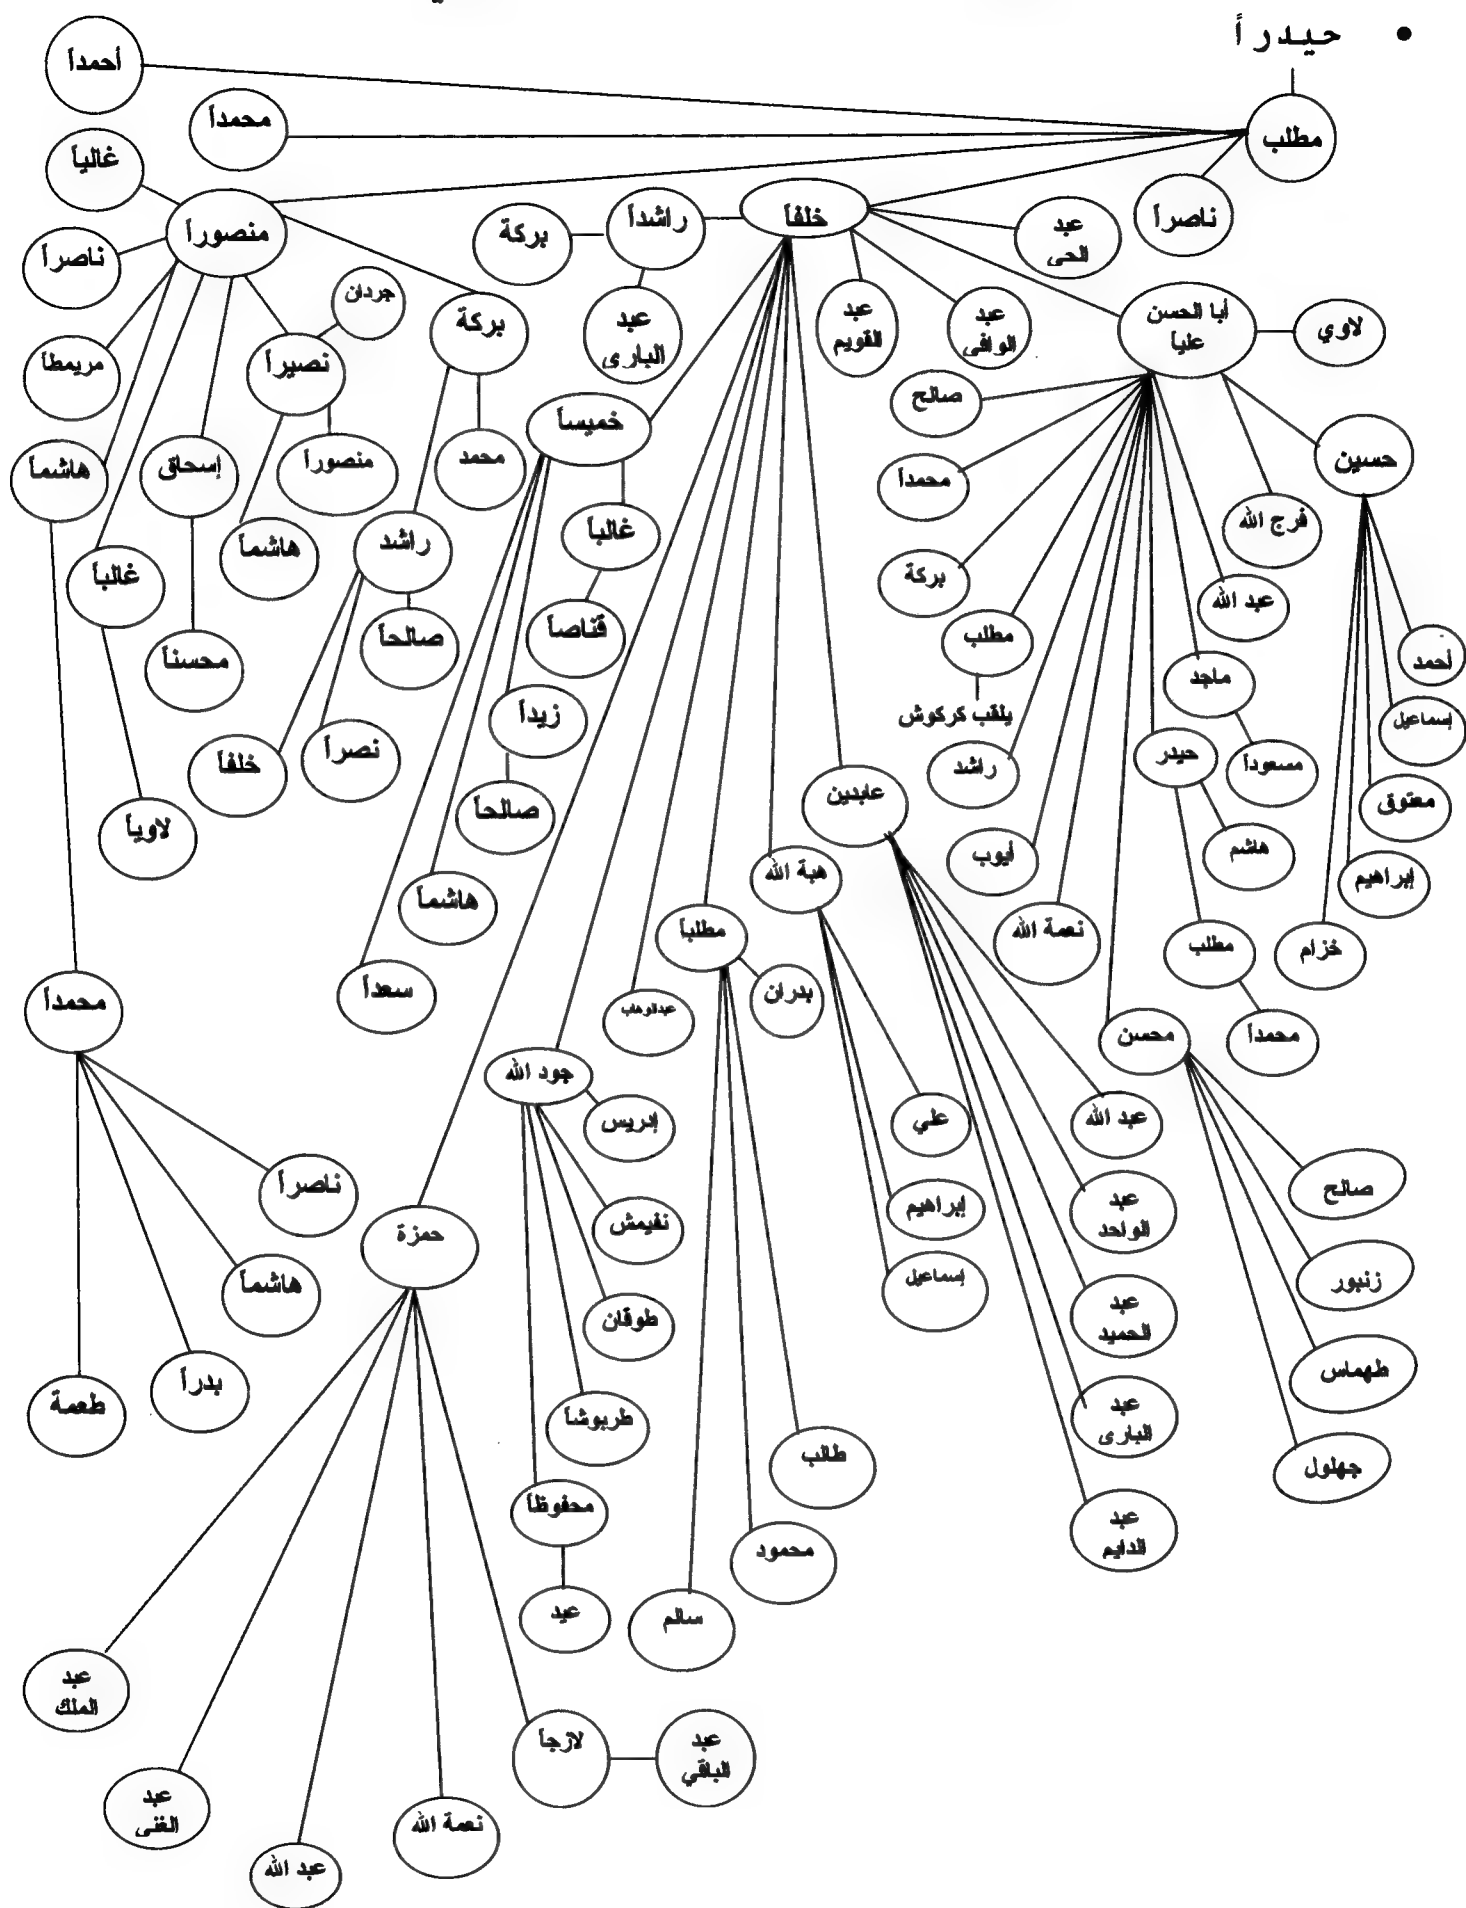 • حيدراً
أحمداً
محمداً
مطلب
غالياً
ناصراً
خلفاً
راشداً
بركة
منصوراً
عبد
الحى
ناصراً
جردان
بركة
عبد
البارى
عبد
القويم
عبد
الوافى
أبا الحسن
علياً
لاوي
مريمطاً
نصيراً
صالح
خميساً
حسين
هاشماً
إسحاق
منصوراً
محمد
محمداً
فرج الله
هاشماً
راشد
غالباً
بركة
عبد الله
غالباً
محسناً
صالحاً
قناصاً
مطلب
يلقب كركوش
ماجد
أحمد
إسماعيل
زيداً
خلفاً
نصراً
راشد
حيدر
مسعوداً
معتوق
صالحاً
عابدين
لاوياً
أيوب
هاشم
إبراهيم
هبة الله
هاشماً
مطلباً
نعمة الله
مطلب
خزام
سعداً
بدران
عبدالوهاب
محمداً
محسن
محمداً
جود الله
إدريس
علي
عبد الله
ناصراً
صالح
نفيمش
إبراهيم
عبد
الواحد
حمزة
هاشماً
إسماعيل
زنبور
طوقان
عبد
الحميد
بدراً
طعمة
طهماس
طربوشاً
عبد
البارى
طالب
جهلول
محفوظاً
محمود
عبد
الدايم
عيد
سالم
عبد
الملك
لازجاً
عبد
الباقي
عبد
الغنى
نعمة الله
عبد الله